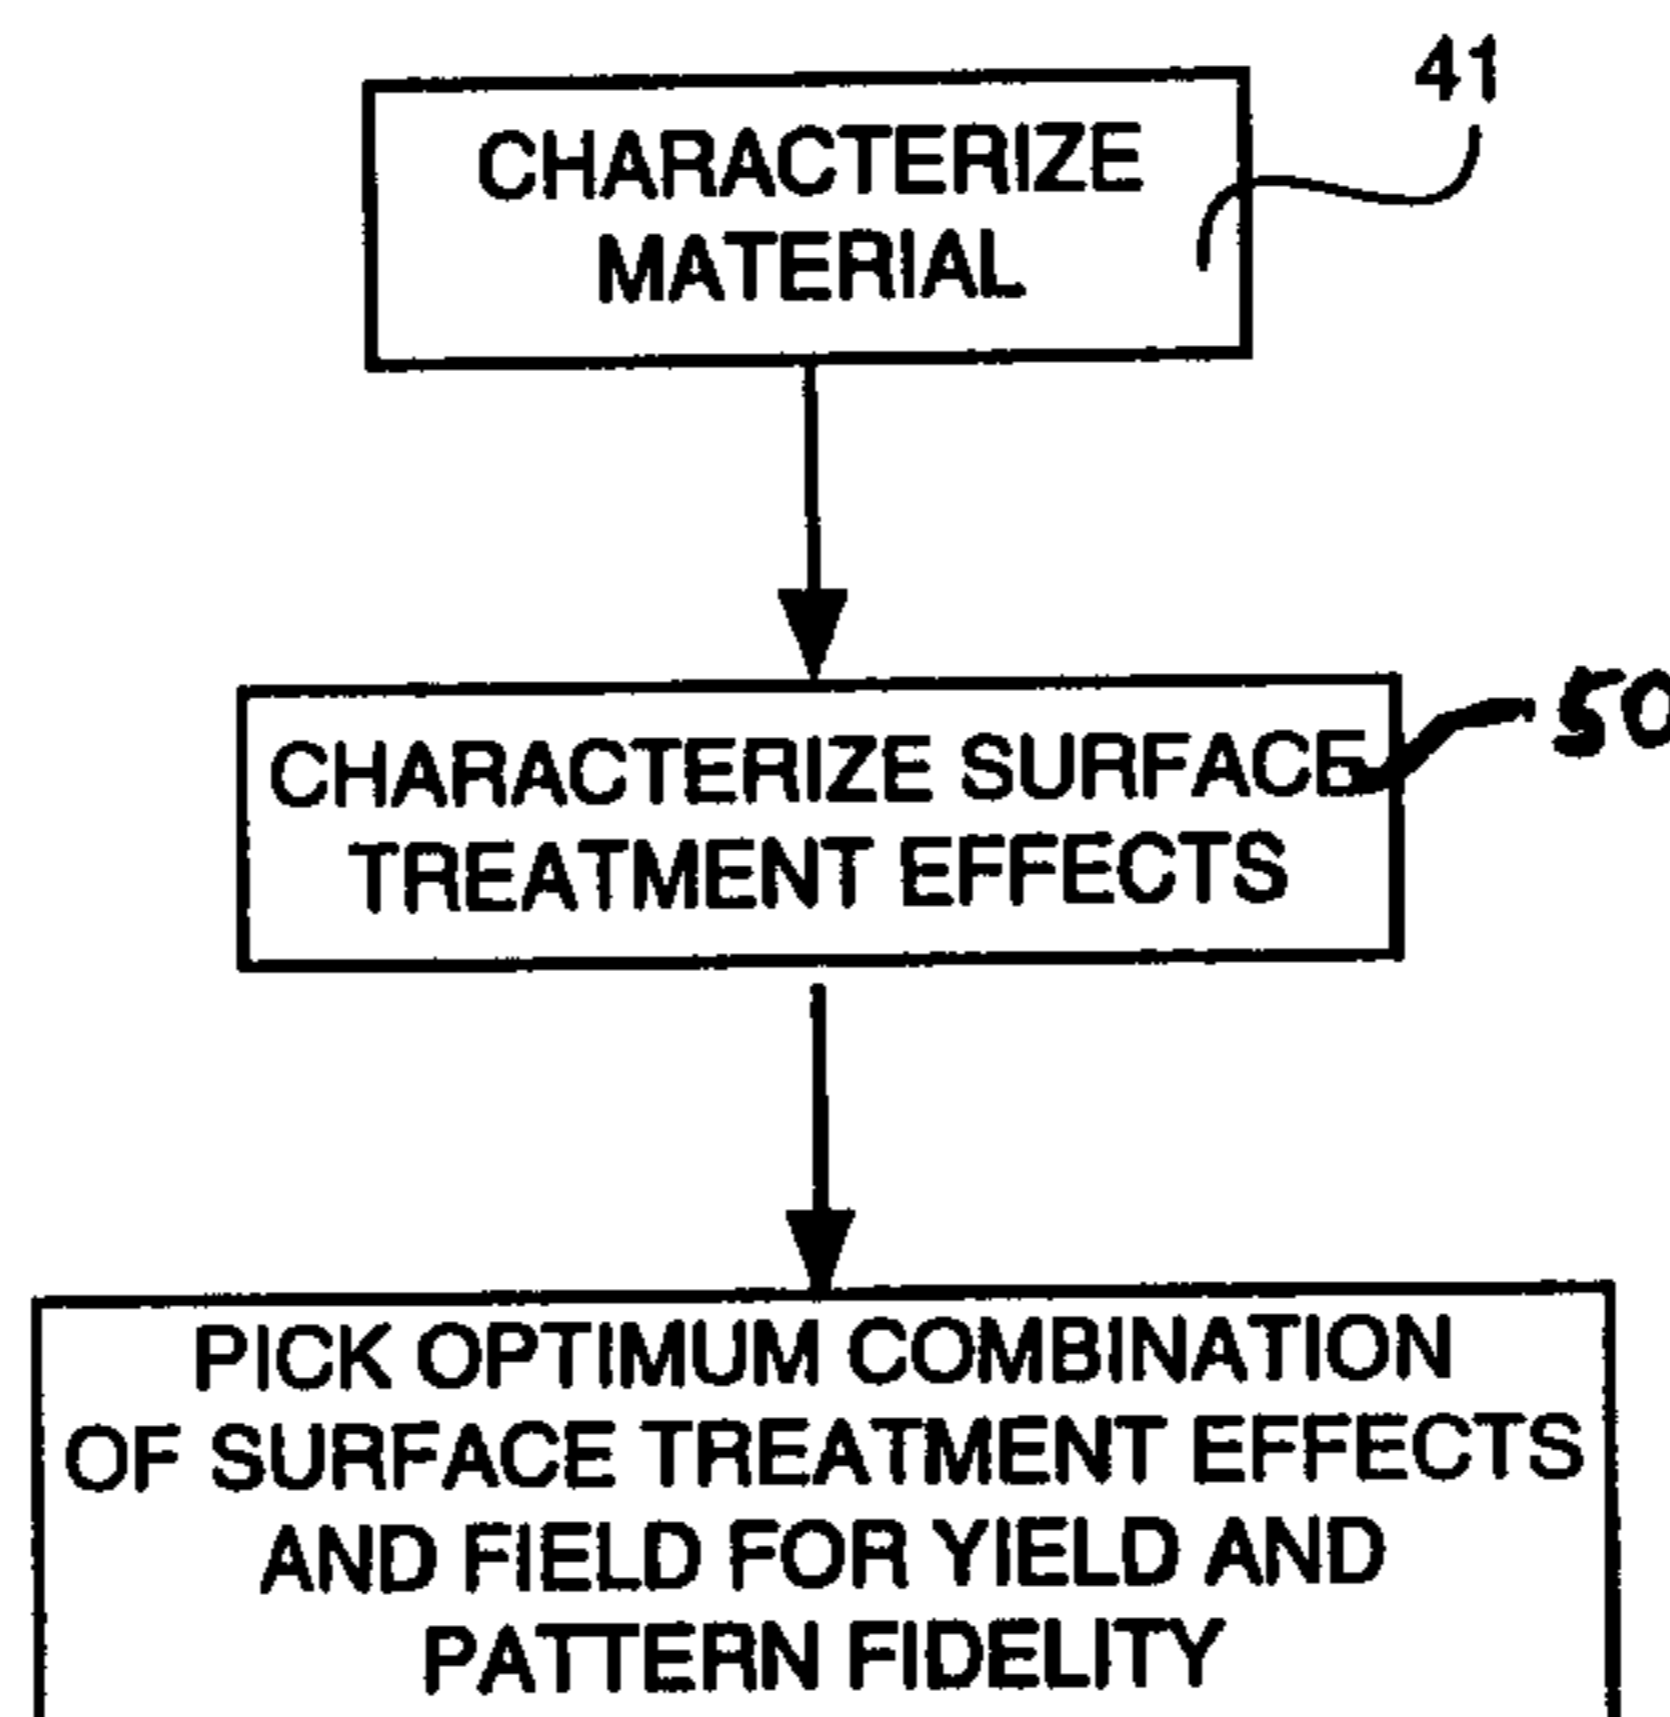 41
CHARACTERIZE
MATERIAL
50
CHARACTERIZE SURFACE
TREATMENT EFFECTS
PICK OPTIMUM COMBINATION
OF SURFACE TREATMENT EFFECTS
AND FIELD FOR YIELD AND
PATTERN FIDELITY